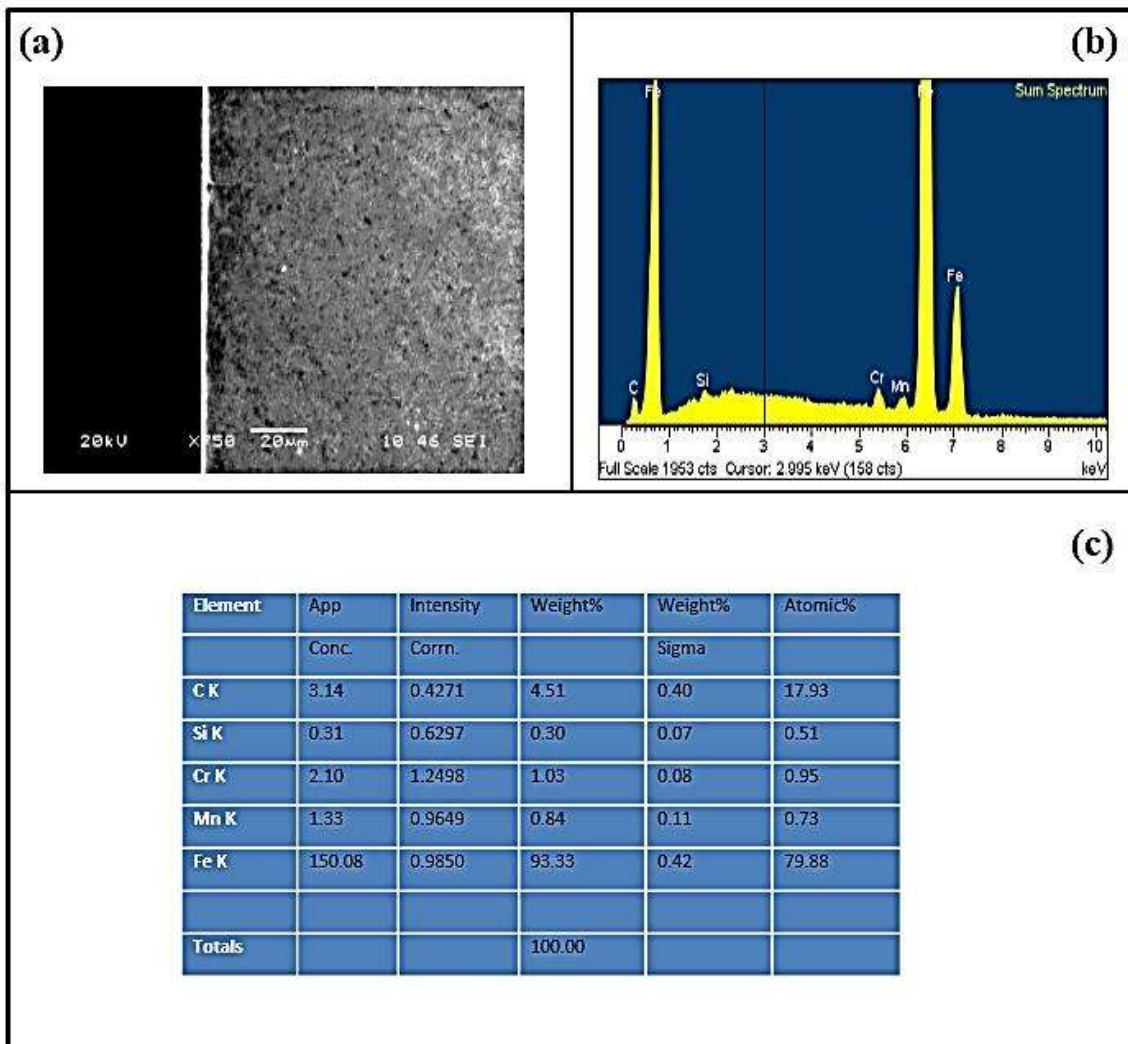 (a)
20kV X750 20µm 10 46 SEI
(b)
Fe Fe Sum Spectrum
Fe
C Si Cr Mn
0 1 2 3 4 5 6 7 8 9 10
Full Scale 1953 cts Cursor: 2.995 keV (158 cts) keV
(c)
Element App Intensity Weight% Weight% Atomic%
Conc. Corrn. Sigma
C K 3.14 0.4271 4.51 0.40 17.93
Si K 0.31 0.6297 0.30 0.07 0.51
Cr K 2.10 1.2498 1.03 0.08 0.95
Mn K 1.33 0.9649 0.84 0.11 0.73
Fe K 150.08 0.9850 93.33 0.42 79.88
Totals 100.00